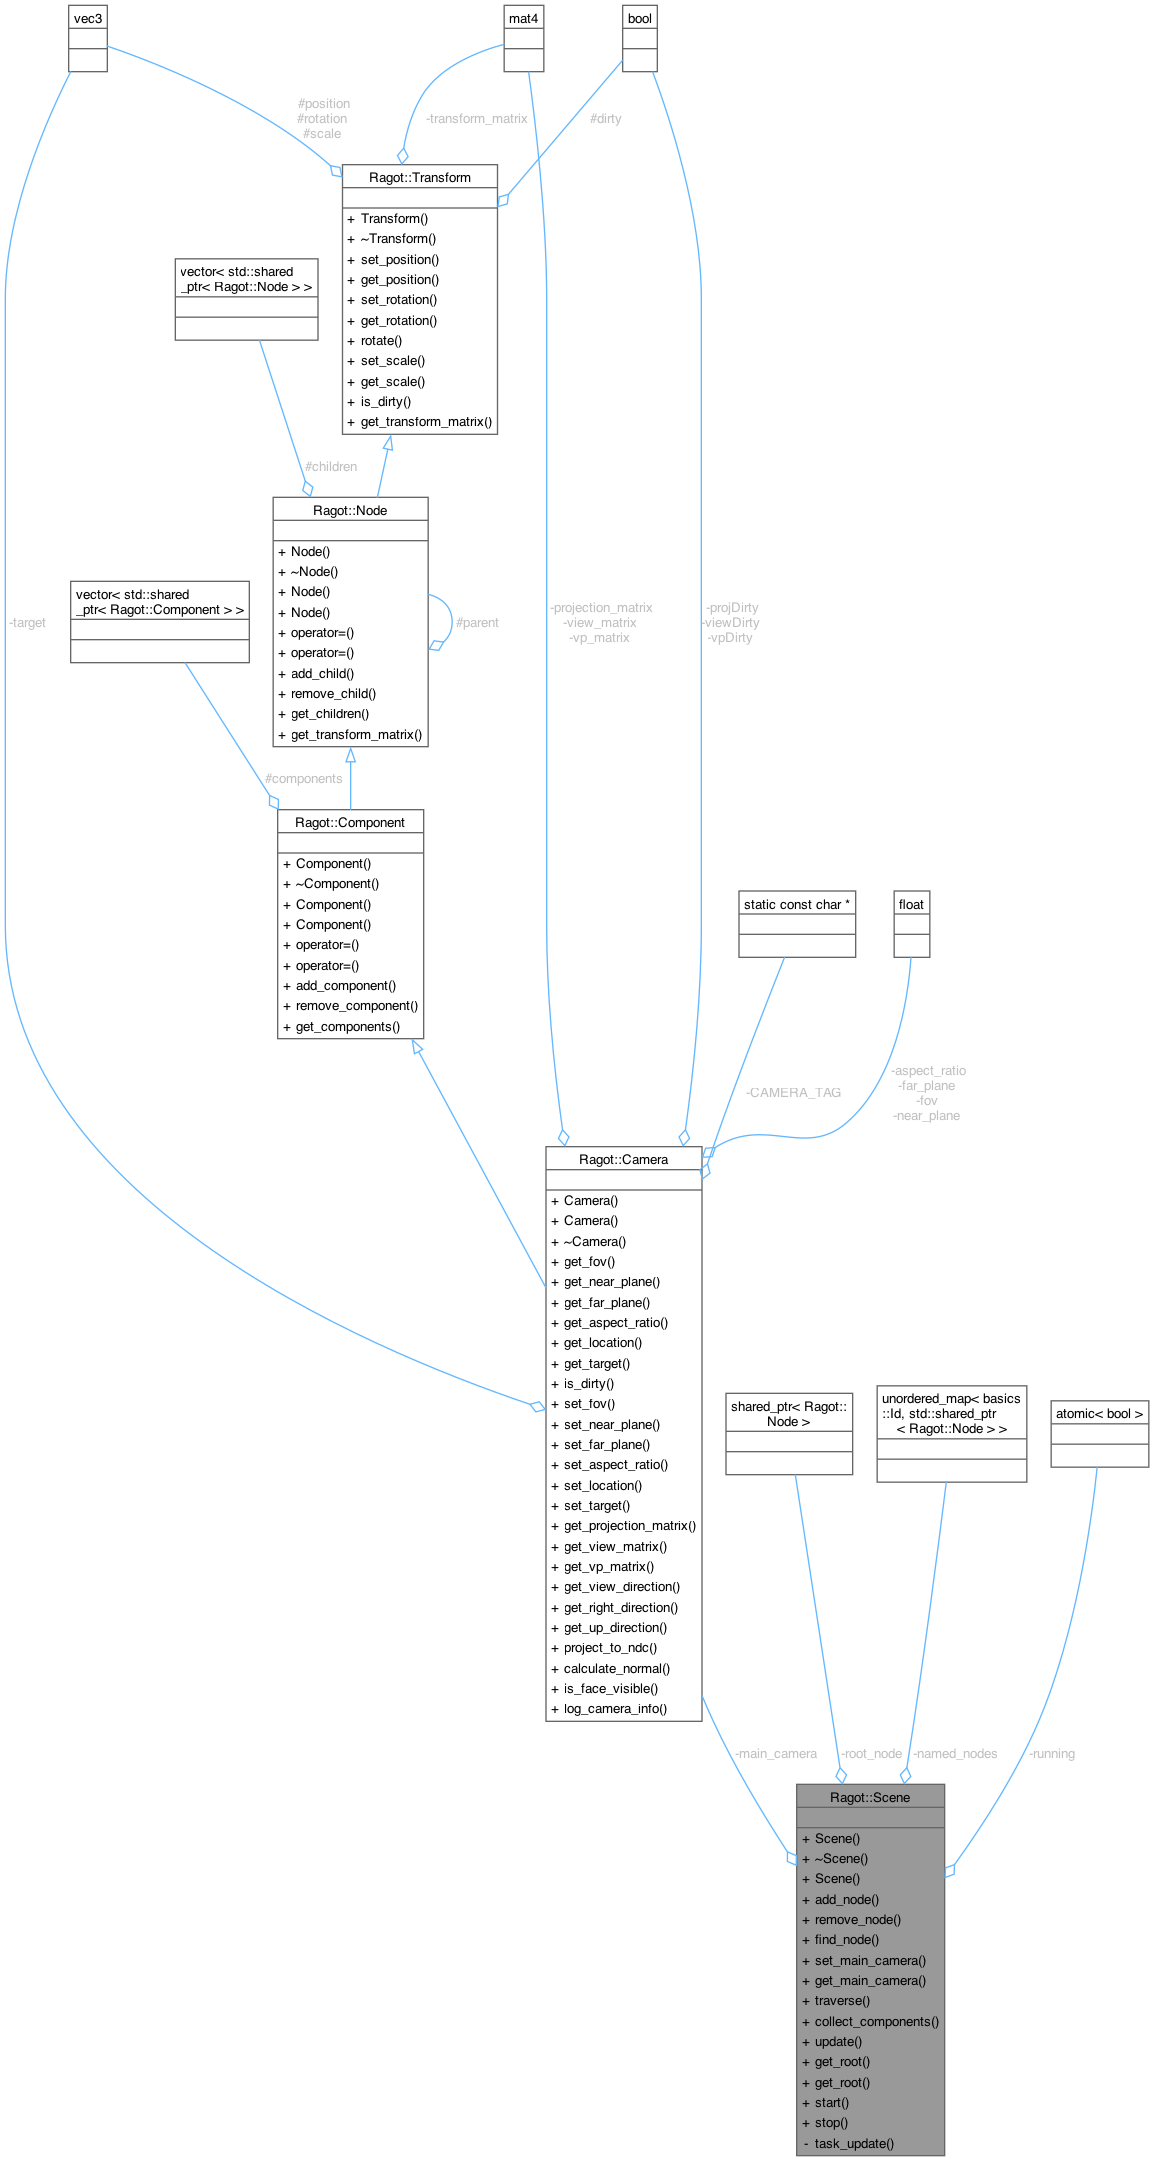 vec3
mat4
bool
#position
#rotation
#scale
-transform_matrix
#dirty
Ragot::Transform
+ Transform()
+ ~Transform()
+ set_position()
+ get_position()
+ set_rotation()
+ get_rotation()
+ rotate()
+ set_scale()
+ get_scale()
+ is_dirty()
+ get_transform_matrix()
vector< std::shared
_ptr< Ragot::Node > >
#children
Ragot::Node
+ Node()
+ ~Node()
+ Node()
+ Node()
+ operator=()
+ operator=()
+ add_child()
+ remove_child()
+ get_children()
+ get_transform_matrix()
#parent
vector< std::shared
_ptr< Ragot::Component > >
-target
-projection_matrix
-view_matrix
-vp_matrix
-projDirty
-viewDirty
-vpDirty
#components
Ragot::Component
+ Component()
+ ~Component()
+ Component()
+ Component()
+ operator=()
+ operator=()
+ add_component()
+ remove_component()
+ get_components()
static const char *
float
-CAMERA_TAG
-aspect_ratio
-far_plane
-fov
-near_plane
Ragot::Camera
+ Camera()
+ Camera()
+ ~Camera()
+ get_fov()
+ get_near_plane()
+ get_far_plane()
+ get_aspect_ratio()
+ get_location()
+ get_target()
+ is_dirty()
+ set_fov()
+ set_near_plane()
+ set_far_plane()
+ set_aspect_ratio()
+ set_location()
+ set_target()
+ get_projection_matrix()
+ get_view_matrix()
+ get_vp_matrix()
+ get_view_direction()
+ get_right_direction()
+ get_up_direction()
+ project_to_ndc()
+ calculate_normal()
+ is_face_visible()
+ log_camera_info()
shared_ptr< Ragot::
Node >
unordered_map< basics
::Id, std::shared_ptr
< Ragot::Node > >
atomic< bool >
-main_camera
-root_node
-named_nodes
-running
Ragot::Scene
+ Scene()
+ ~Scene()
+ Scene()
+ add_node()
+ remove_node()
+ find_node()
+ set_main_camera()
+ get_main_camera()
+ traverse()
+ collect_components()
+ update()
+ get_root()
+ get_root()
+ start()
+ stop()
- task_update()